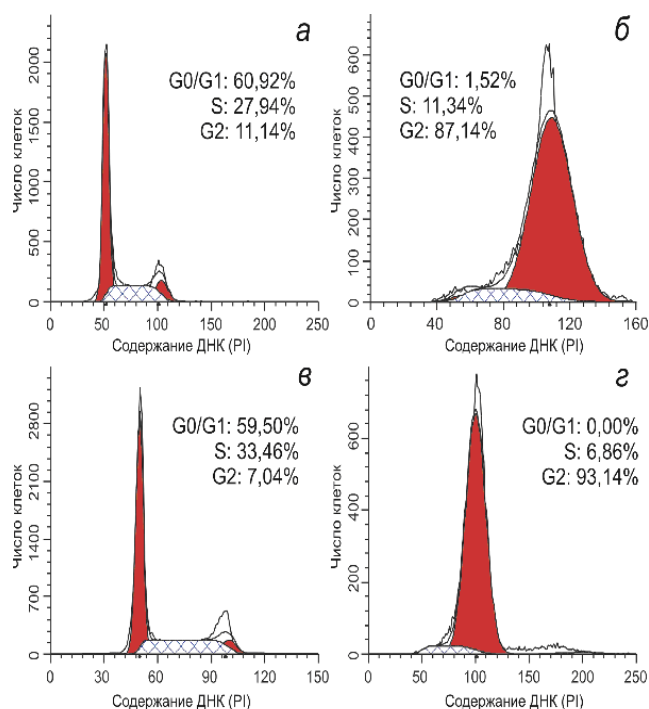 а
G0/G1: 60,92%
S: 27,94%
G2: 11,14%
Число клеток
2000
1500
1000
500
0
0 50 100 150 200 250
Содержание ДНК (PI)
б
G0/G1: 1,52%
S: 11,34%
G2: 87,14%
Число клеток
600
500
400
300
200
100
0
0 40 80 120 160
Содержание ДНК (PI)
в
G0/G1: 59,50%
S: 33,46%
G2: 7,04%
Число клеток
2800
2100
1400
700
0
0 50 90 120 150
Содержание ДНК (PI)
г
G0/G1: 0,00%
S: 6,86%
G2: 93,14%
Число клеток
600
400
200
0
0 50 100 150 200 250
Содержание ДНК (PI)